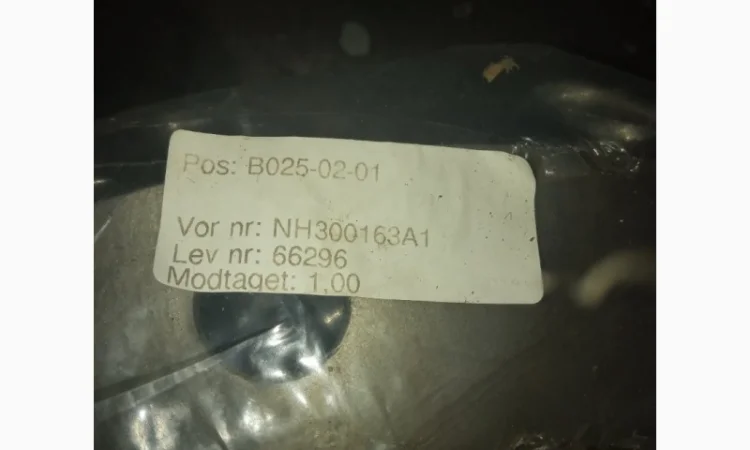 Pos: B025-02-01
Vor nr: NH300163A1
Lev nr: 66296
Modtaget: 1,00